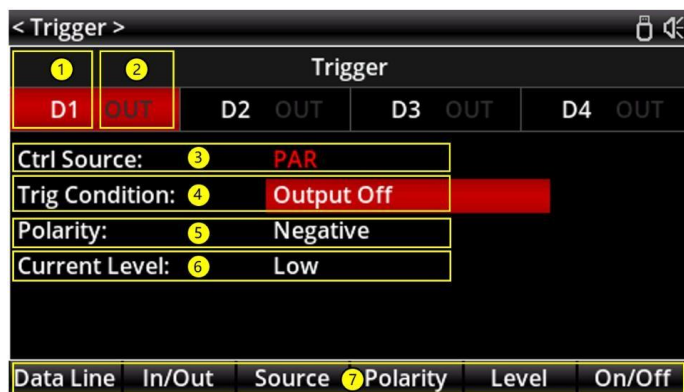 < Trigger >
1 2 Trigger
D1 OUT D2 OUT D3 OUT D4 OUT
Ctrl Source: 3 PAR
Trig Condition: 4 Output Off
Polarity: 5 Negative
Current Level: 6 Low
Data Line In/Out Source 7 Polarity Level On/Off